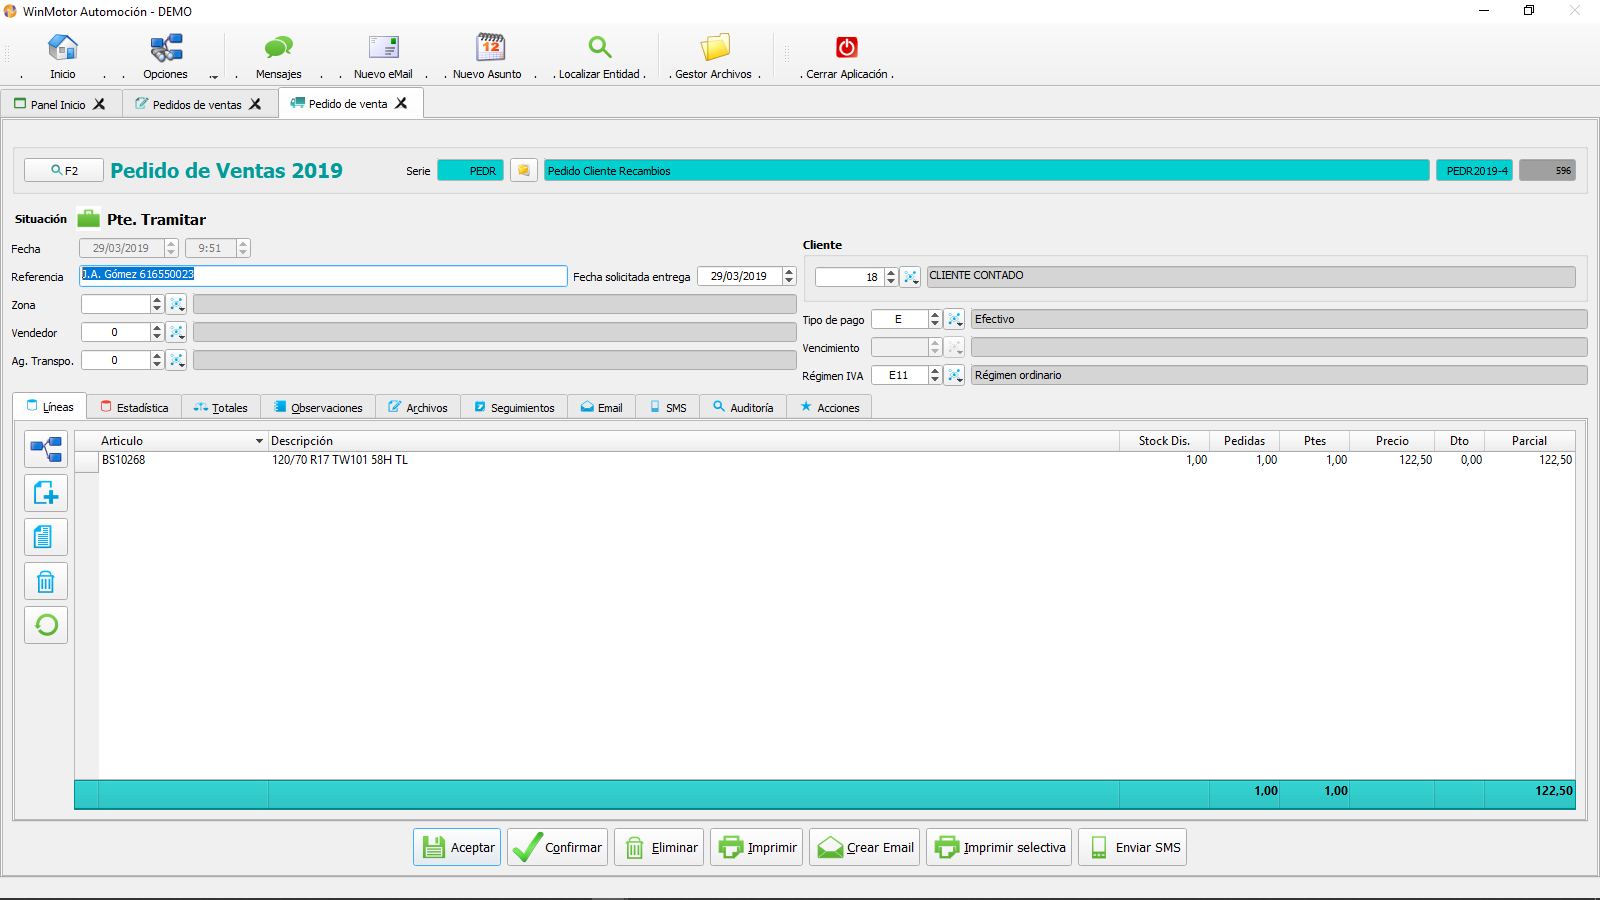 WinMotor Automoción - DEMO
Inicio
Opciones
Mensajes
Nuevo eMail
Nuevo Asunto
Localizar Entidad
Gestor Archivos
Cerrar Aplicación
12
Panel Inicio
Pedidos de ventas
Pedido de venta
F2
Pedido de Ventas 2019
Serie
PEDR
Pedido Cliente Recambios
PEDR2019-4
596
Situación
Pte. Tramitar
Fecha
29/03/2019
9:51
Referencia
J.A. Gómez 616550023
Fecha solicitada entrega
29/03/2019
Zona
Vendedor
0
Ag. Transpo.
0
Cliente
18
CLIENTE CONTADO
Tipo de pago
E
Efectivo
Vencimiento
Régimen IVA
E11
Régimen ordinario
Líneas
Estadística
Totales
Observaciones
Archivos
Seguimientos
Email
SMS
Auditoría
Acciones
Articulo
Descripción
Stock Dis.
Pedidas
Ptes
Precio
Dto
Parcial
BS10268
120/70 R17 TW101 58H TL
1,00
1,00
1,00
122,50
0,00
122,50
1,00
1,00
122,50
Aceptar
Confirmar
Eliminar
Imprimir
Crear Email
Imprimir selectiva
Enviar SMS